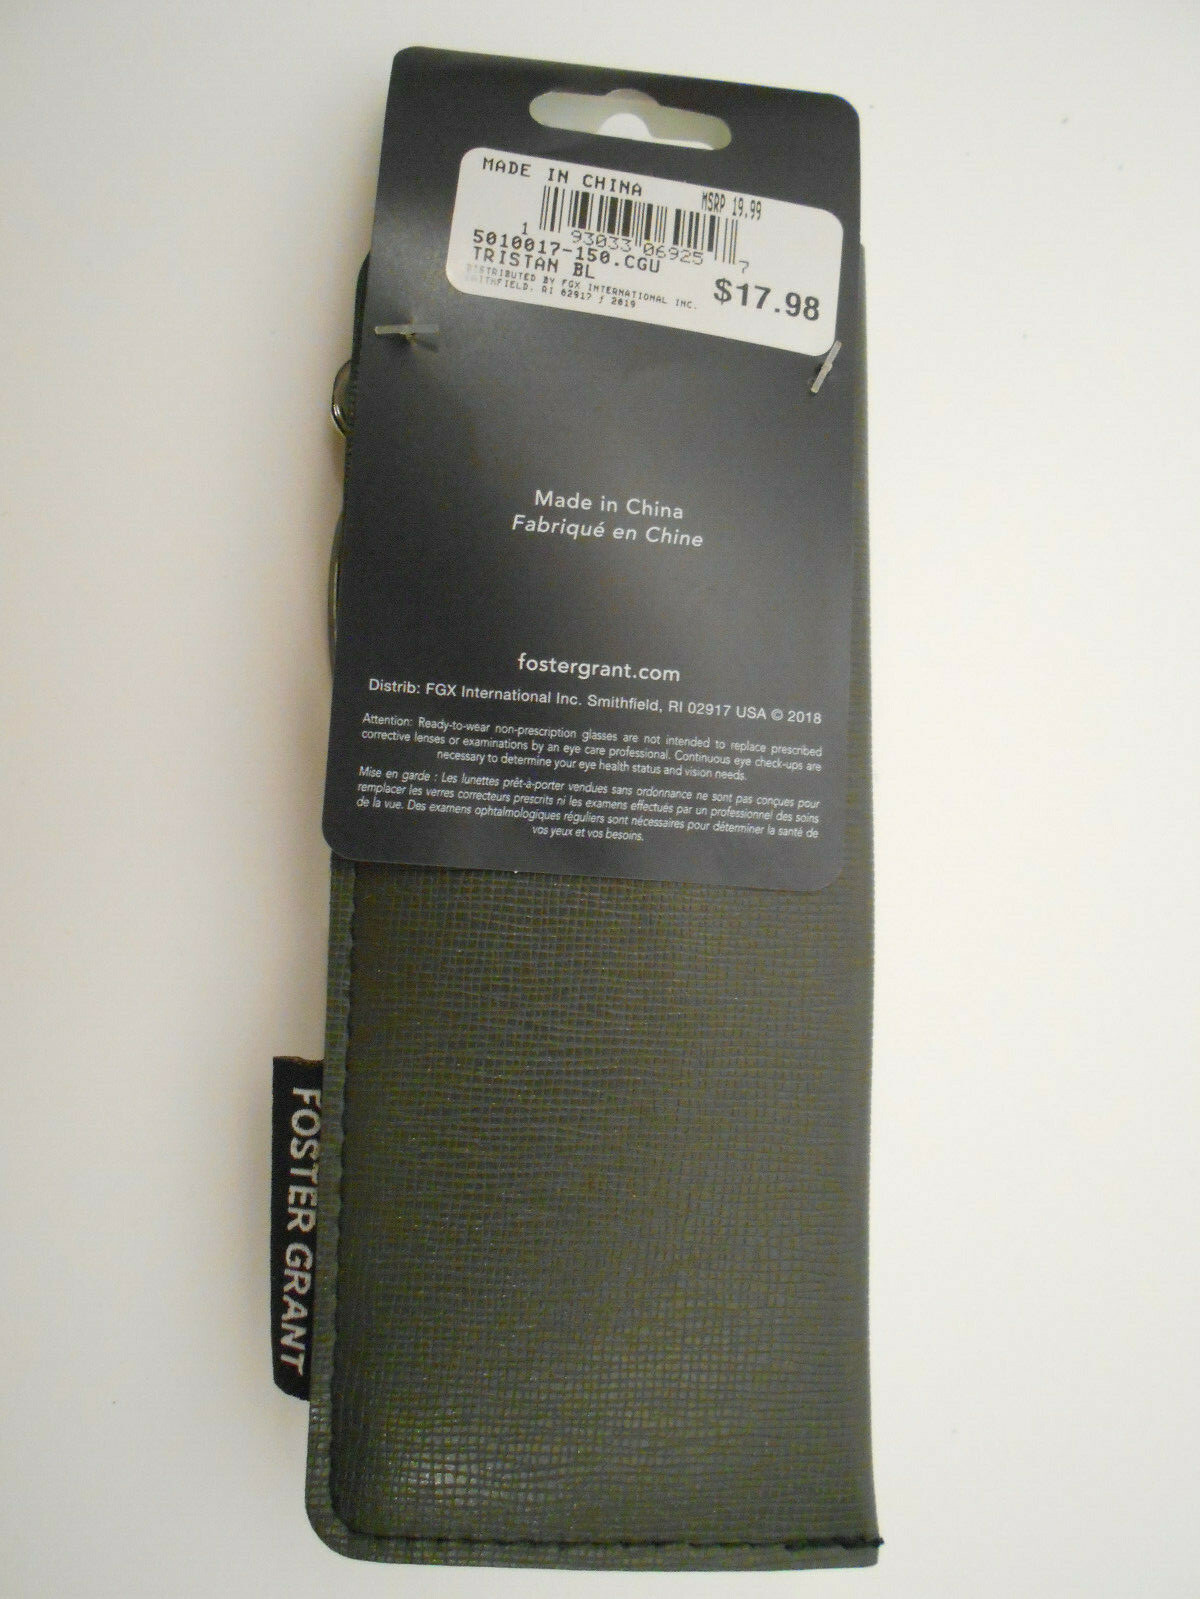 MADE IN CHINA
MSRP 19.99
1 93033 06925 7
5010017-150.CGU
TRISTAN BL
DISTRIBUTED BY FGX INTERNATIONAL INC.
SMITHFIELD, RI 02917 / 2019
$17.98
Made in China
Fabriqué en Chine
fostergrant.com
Distrib: FGX International Inc. Smithfield, RI 02917 USA © 2018
Attention: Ready-to-wear non-prescription glasses are not intended to replace prescribed
corrective lenses or examinations by an eye care professional. Continuous eye check-ups are
necessary to determine your eye health status and vision needs.
Mise en garde : Les lunettes prêt-à-porter vendues sans ordonnance ne sont pas conçues pour
remplacer les verres correcteurs prescrits ni les examens effectués par un professionnel des soins
de la vue. Des examens ophtalmologiques réguliers sont nécessaires pour déterminer la santé de
vos yeux et vos besoins.
FOSTER GRANT